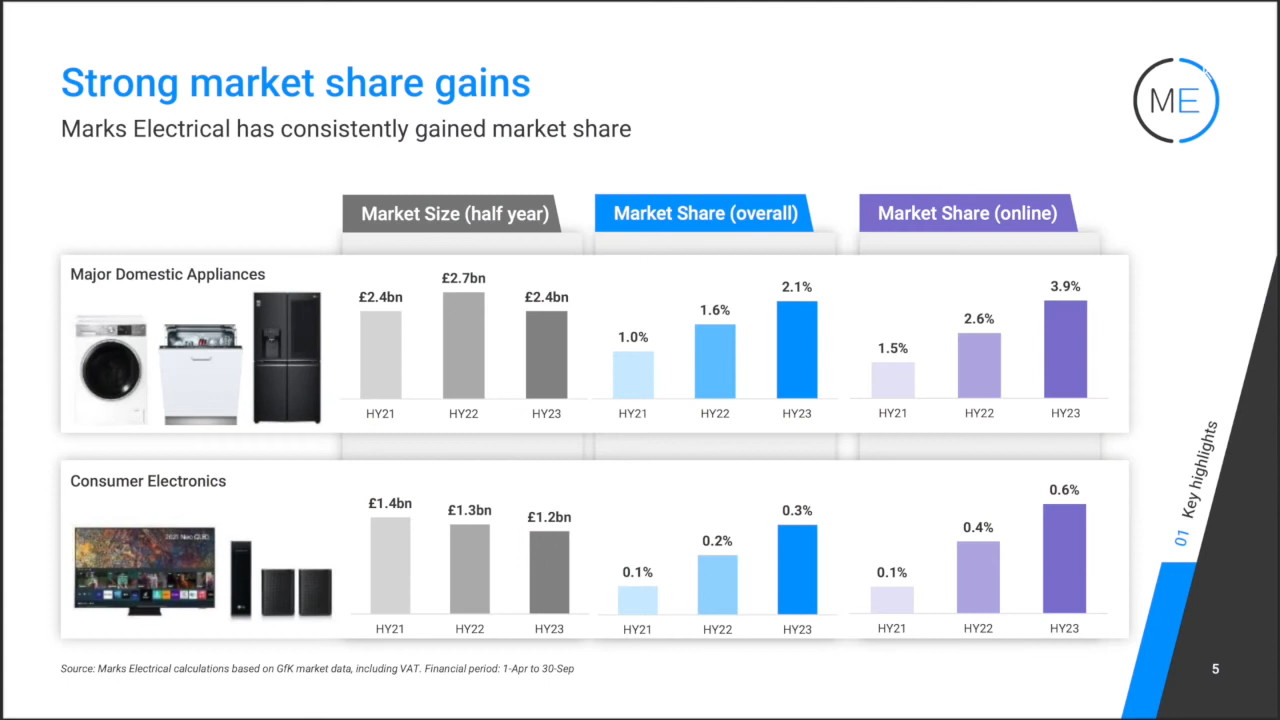 Strong market share gains
Marks Electrical has consistently gained market share
ME
Market Size (half year)
Market Share (overall)
Market Share (online)
Major Domestic Appliances
£2.4bn
£2.7bn
£2.4bn
HY21
HY22
HY23
1.0%
1.6%
2.1%
HY21
HY22
HY23
1.5%
2.6%
3.9%
HY21
HY22
HY23
Consumer Electronics
£1.4bn
£1.3bn
£1.2bn
HY21
HY22
HY23
0.1%
0.2%
0.3%
HY21
HY22
HY23
0.1%
0.4%
0.6%
HY21
HY22
HY23
01 Key highlights
Source: Marks Electrical calculations based on GfK market data, including VAT. Financial period: 1-Apr to 30-Sep
5